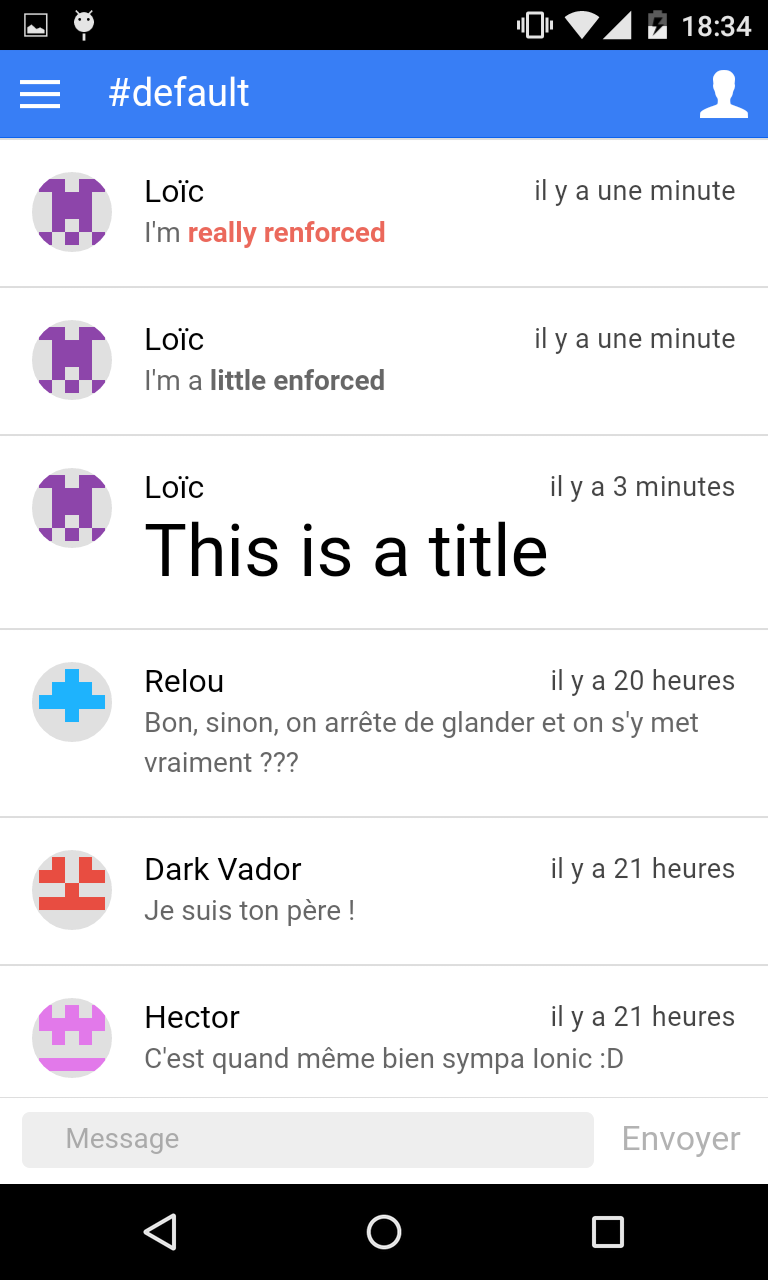 18:34
#default
Loïc il y a une minute
I'm really renforced
Loïc il y a une minute
I'm a little enforced
Loïc il y a 3 minutes
This is a title
Relou il y a 20 heures
Bon, sinon, on arrête de glander et on s'y met
vraiment ???
Dark Vador il y a 21 heures
Je suis ton père !
Hector il y a 21 heures
C'est quand même bien sympa Ionic :D
Message Envoyer